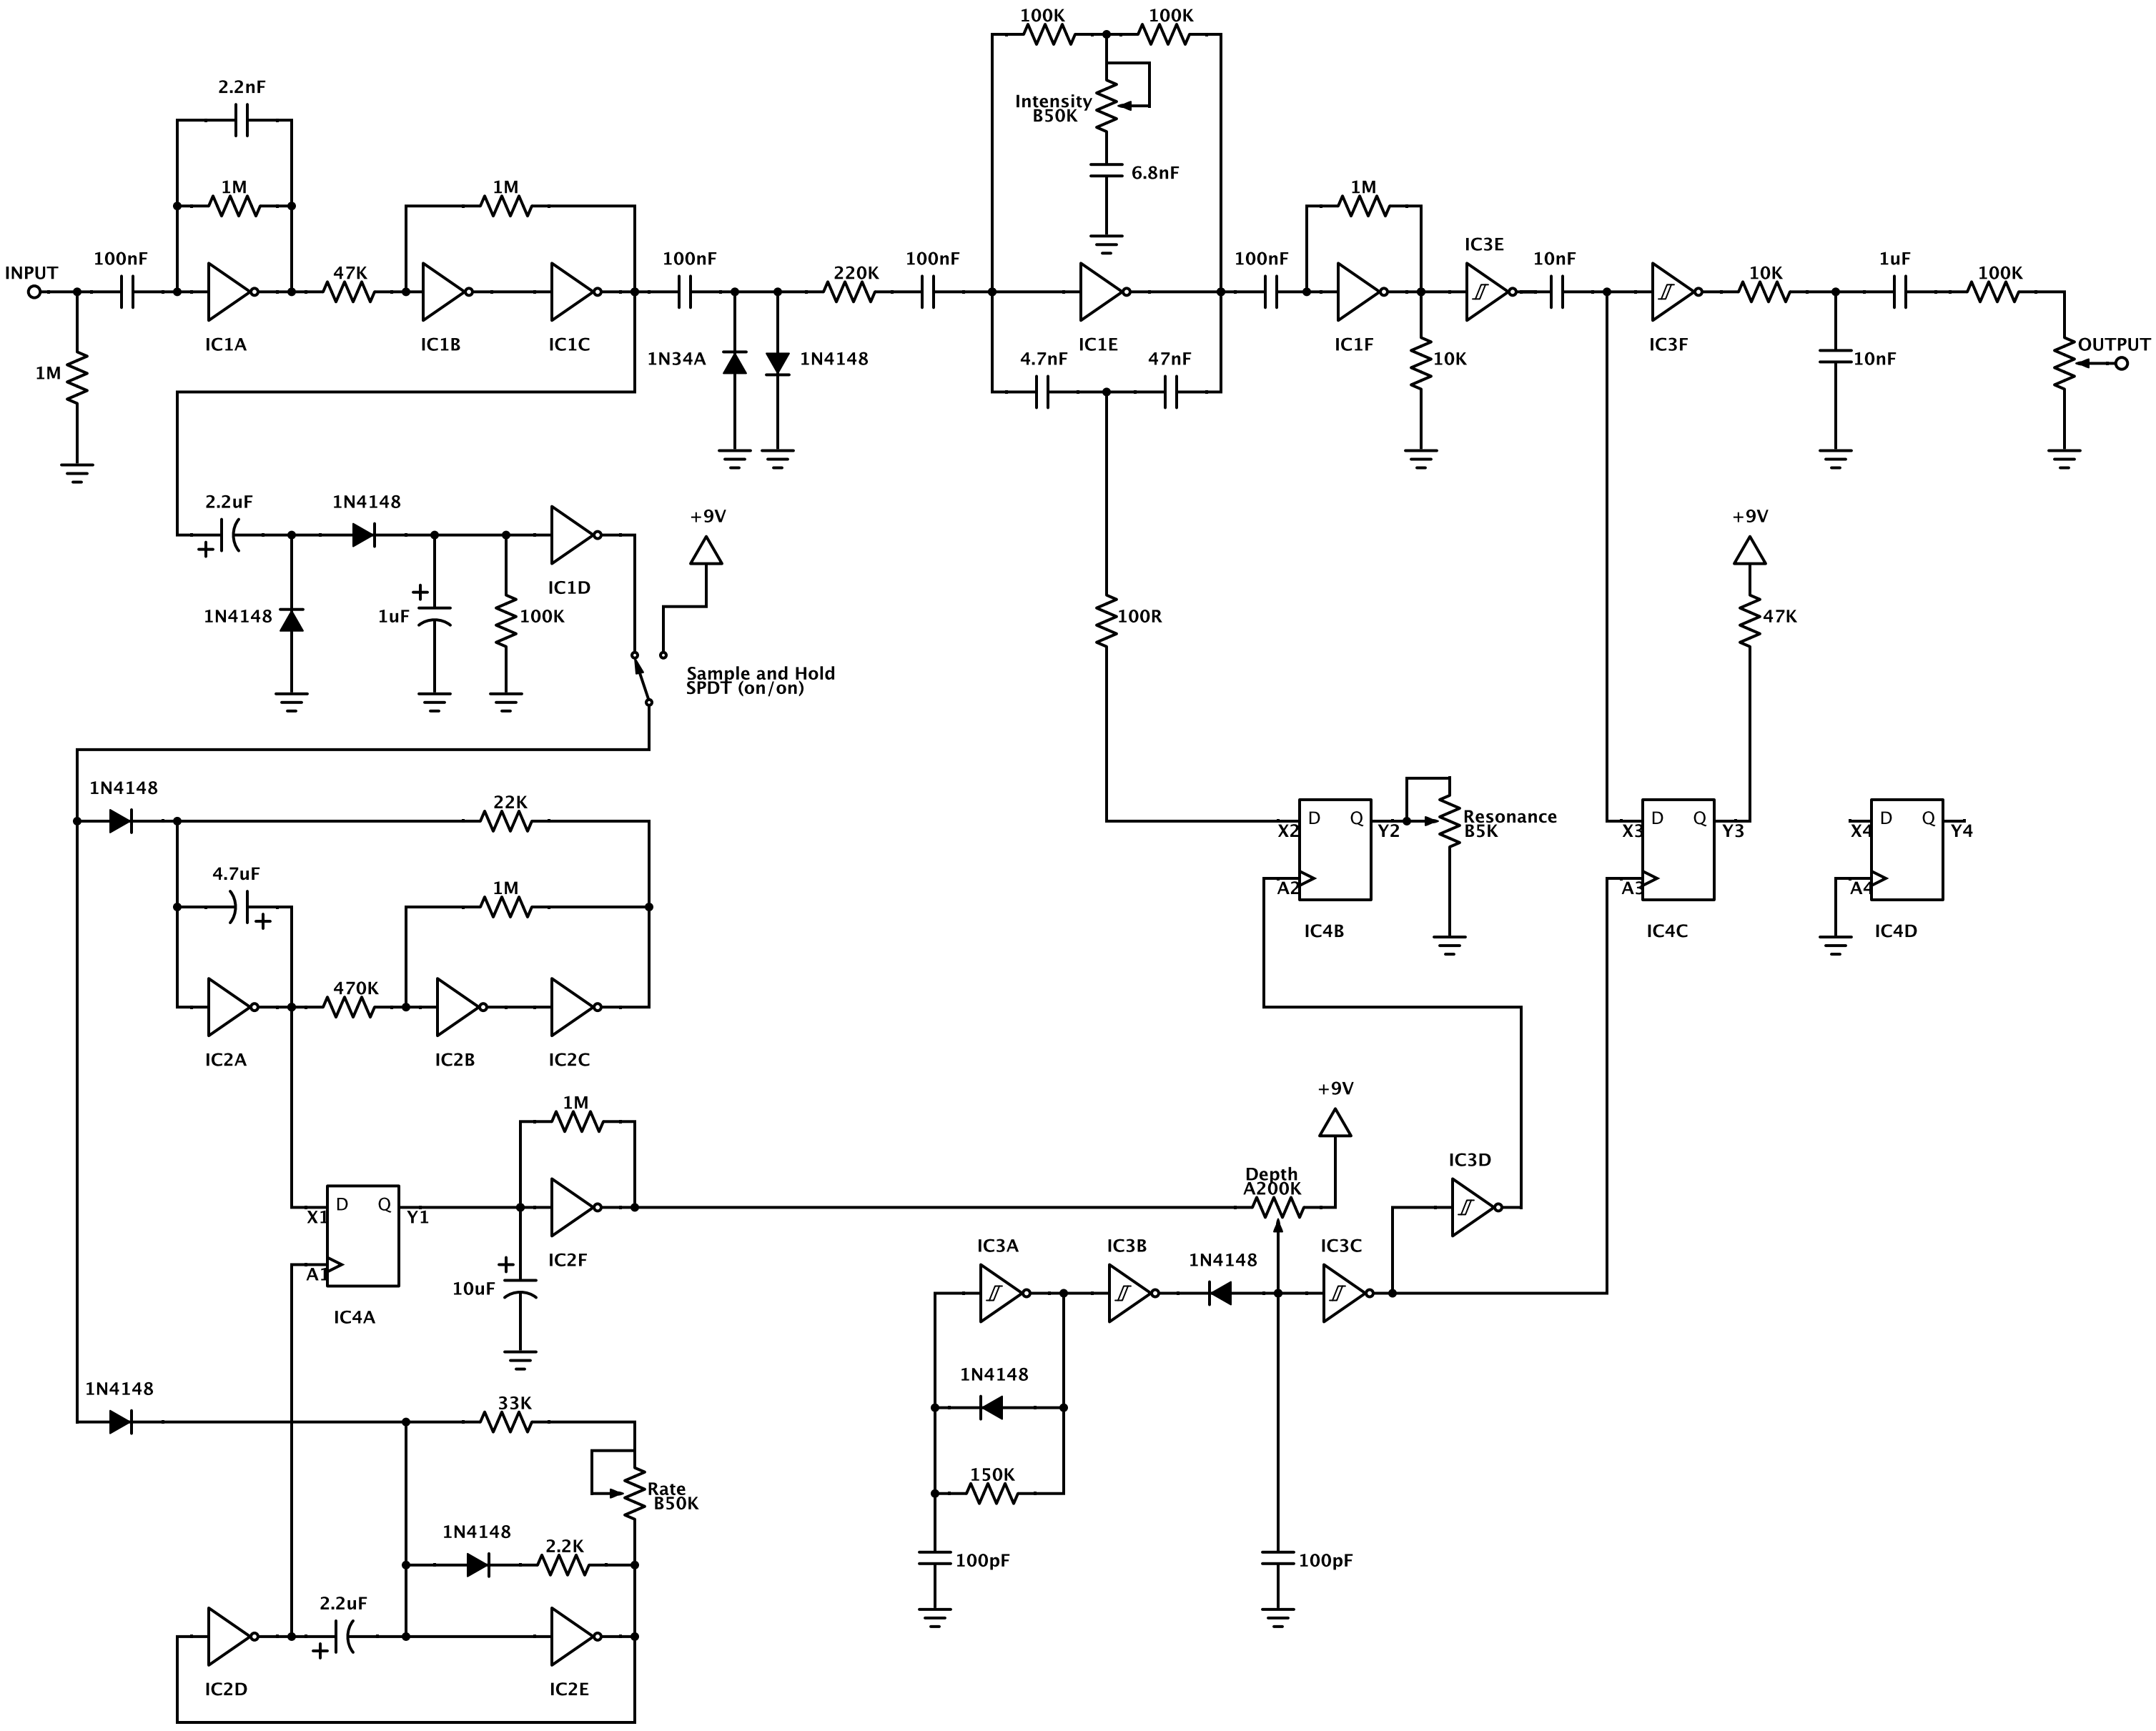 100K
100K
2.2nF
Intensity
B50K
6.8nF
1M
1M
1M
IC3E
INPUT
100nF
47K
100nF
220K
100nF
100nF
10nF
10K
1uF
100K
IC1A
IC1B
IC1C
IC1E
IC1F
IC3F
OUTPUT
1M
1N34A
1N4148
4.7nF
47nF
10K
10nF
2.2uF
1N4148
+9V
+9V
IC1D
1N4148
1uF
100K
100R
47K
Sample and Hold
SPDT (on/on)
1N4148
22K
X2
D
Q
Y2
Resonance
B5K
X3
D
Q
Y3
X4
D
Q
Y4
4.7uF
1M
A2
A3
A4
IC4B
IC4C
IC4D
470K
IC2A
IC2B
IC2C
1M
+9V
Depth
A200K
IC3D
X1
D
Q
Y1
A1
IC2F
10uF
IC4A
IC3A
IC3B
1N4148
IC3C
1N4148
33K
1N4148
Rate
B50K
150K
1N4148
2.2K
100pF
100pF
2.2uF
IC2D
IC2E